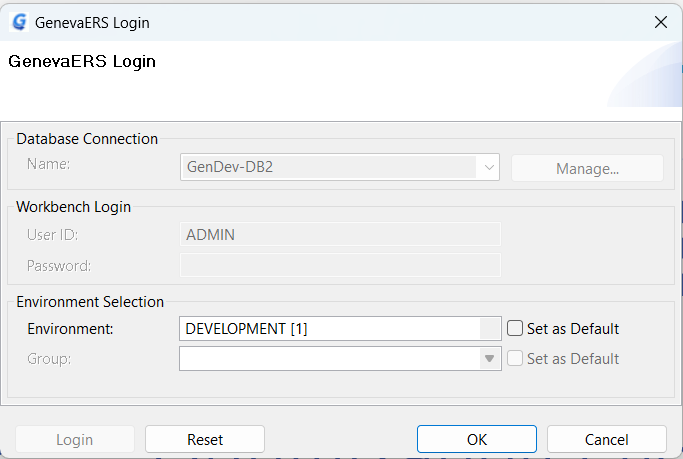 GenevaERS Login
GenevaERS Login
Database Connection
Name: GenDev-DB2 Manage...
Workbench Login
User ID: ADMIN
Password:
Environment Selection
Environment: DEVELOPMENT [1] Set as Default
Group: Set as Default
Login Reset OK Cancel